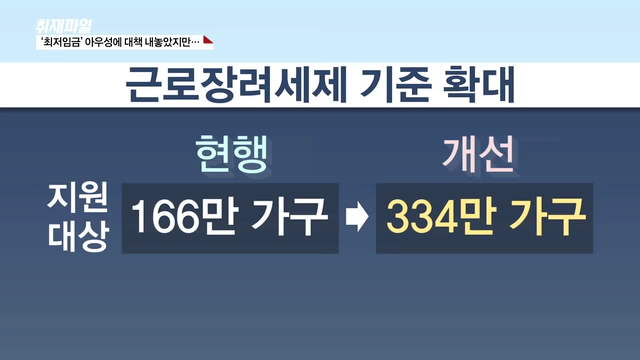 취재파일
'최저임금' 아우성에 대책 내놓았지만…
근로장려세제 기준 확대
현행
개선
지원
대상
166만 가구
334만 가구